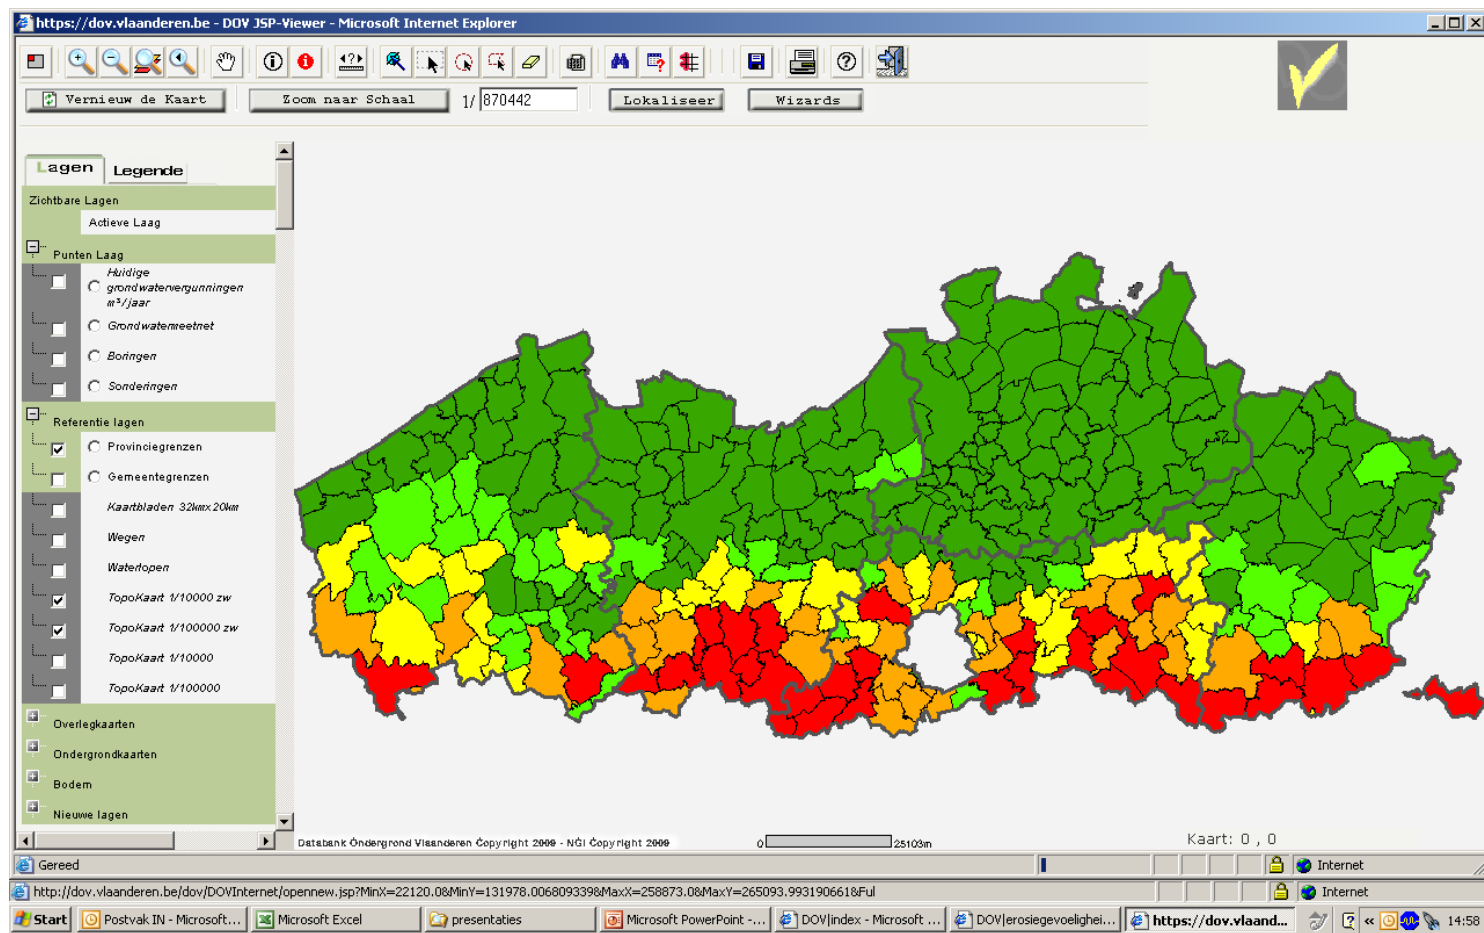 https://dov.vlaanderen.be - DOV JSP-Viewer - Microsoft Internet Explorer
Vernieuw de Kaart
Zoom naar Schaal
1/ 870442
Lokaliseer
Wizards
Lagen
Legende
Zichtbare Lagen
Actieve Laag
Punten Laag
Huidige
grondwatervergunningen
m³/jaar
Grondwatermeetnet
Boringen
Sonderingen
Referentie lagen
Provinciegrenzen
Gemeentegrenzen
Kaartbladen 32kmx20km
Wegen
Waterlopen
TopoKaart 1/10000 zw
TopoKaart 1/100000 zw
TopoKaart 1/10000
TopoKaart 1/100000
Overlegkaarten
Ondergrondkaarten
Bodem
Nieuwe lagen
Databank Ondergrond Vlaanderen Copyright 2009 - NGI Copyright 2009
0 25103m
Kaart: 0 , 0
Gereed
Internet
http://dov.vlaanderen.be/dov/DOVInternet/opennew.jsp?MinX=22120.0&MinY=131978.0068093398&MaxX=258873.0&MaxY=265093.993190661&Ful
Internet
Start
Postvak IN - Microsoft...
Microsoft Excel
presentaties
Microsoft PowerPoint -...
DOV|index - Microsoft ...
DOV|erosiegevoelighei...
https://dov.vlaand...
14:58